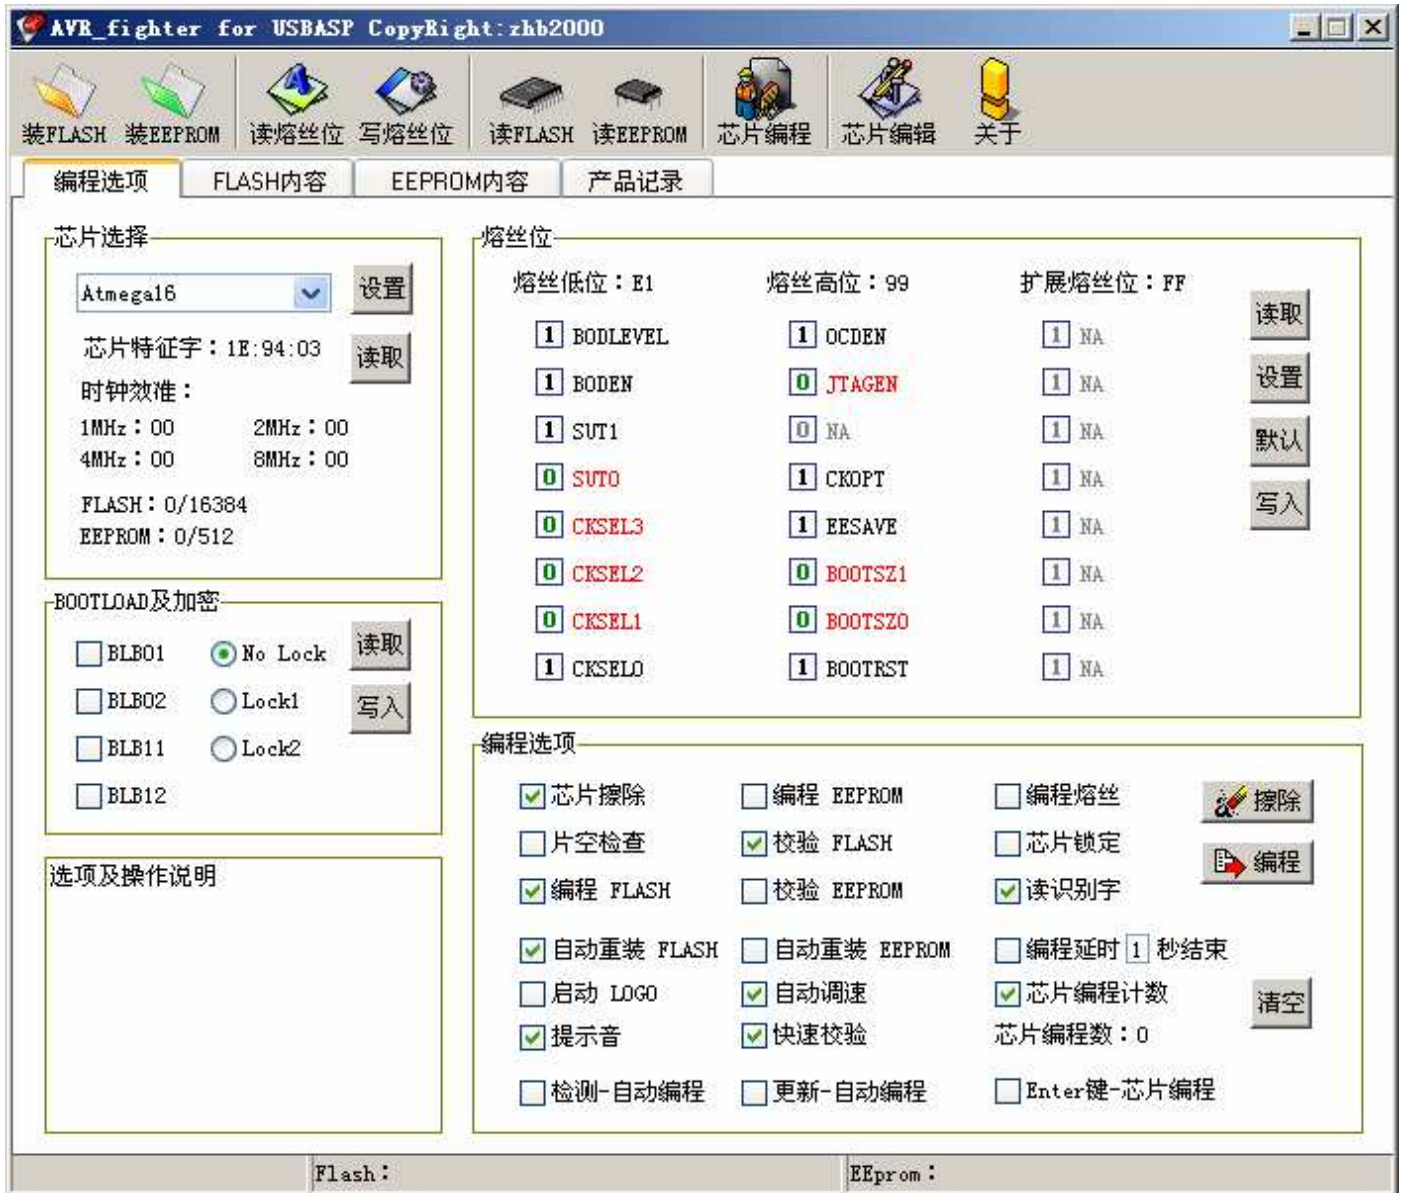 AVR_fighter for USBASP CopyRight:zhb2000
装FLASH 装EEPROM 读熔丝位 写熔丝位 读FLASH 读EEPROM 芯片编程 芯片编辑 关于
编程选项 FLASH内容 EEPROM内容 产品记录
芯片选择
Atmega16 设置
芯片特征字：1E:94:03 读取
时钟效准：
1MHz：00 2MHz：00
4MHz：00 8MHz：00
FLASH：0/16384
EEPROM：0/512
BOOTLOAD及加密
BLB01 No Lock 读取
BLB02 Lock1 写入
BLB11 Lock2
BLB12
选项及操作说明
熔丝位
熔丝低位：E1 熔丝高位：99 扩展熔丝位：FF
1 BODLEVEL 1 OCDEN 1 NA 读取
1 BODEN 0 JTAGEN 1 NA 设置
1 SUT1 0 NA 1 NA 默认
0 SUT0 1 CKOPT 1 NA 写入
0 CKSEL3 1 EESAVE 1 NA
0 CKSEL2 0 BOOTSZ1 1 NA
0 CKSEL1 0 BOOTSZ0 1 NA
1 CKSEL0 1 BOOTRST 1 NA
编程选项
芯片擦除 编程 EEPROM 编程熔丝 擦除
片空检查 校验 FLASH 芯片锁定 编程
编程 FLASH 校验 EEPROM 读识别字
自动重装 FLASH 自动重装 EEPROM 编程延时 1 秒结束
启动 LOGO 自动调速 芯片编程计数 清空
提示音 快速校验 芯片编程数：0
检测-自动编程 更新-自动编程 Enter键-芯片编程
Flash： EEprom：